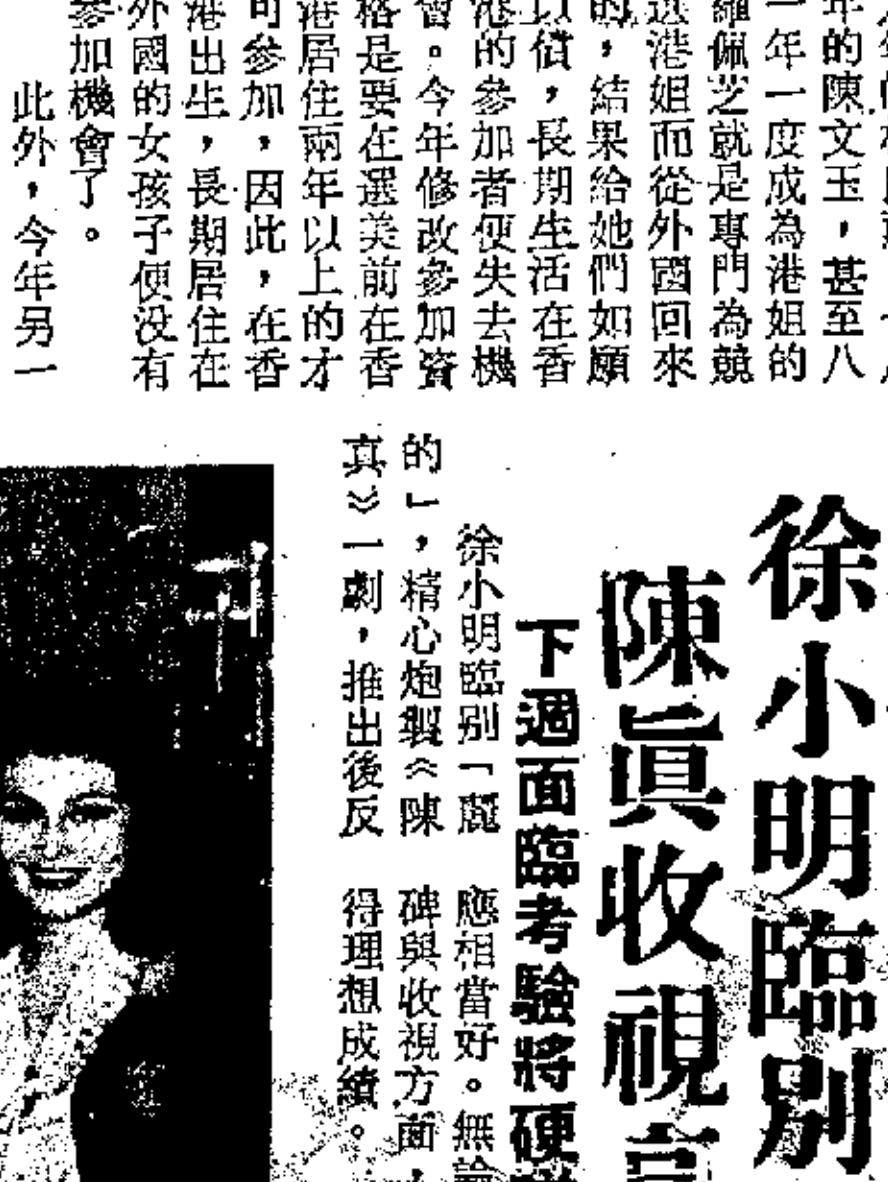 年的陳文玉，甚至八
一年一度成為港姐的
羅佩芝就是專門為競
選港姐而從外國回來
的，結果給她們如願
以償，長期生活在香
港的參加者便失去機
會。今年修改參加資
格是要在選美前在香
港居住兩年以上的才
可參加，因此，在香
港出生，長期居住在
外國的女孩子便没有
參加機會了。
此外，今年另一
徐小明臨別
陳眞收視
下週面臨考驗將硬
徐小明臨别「麗
的」，精心炮製《陳
真》一劇，推出後反
應相當好。無論
碑與收視方面，
得理想成績。